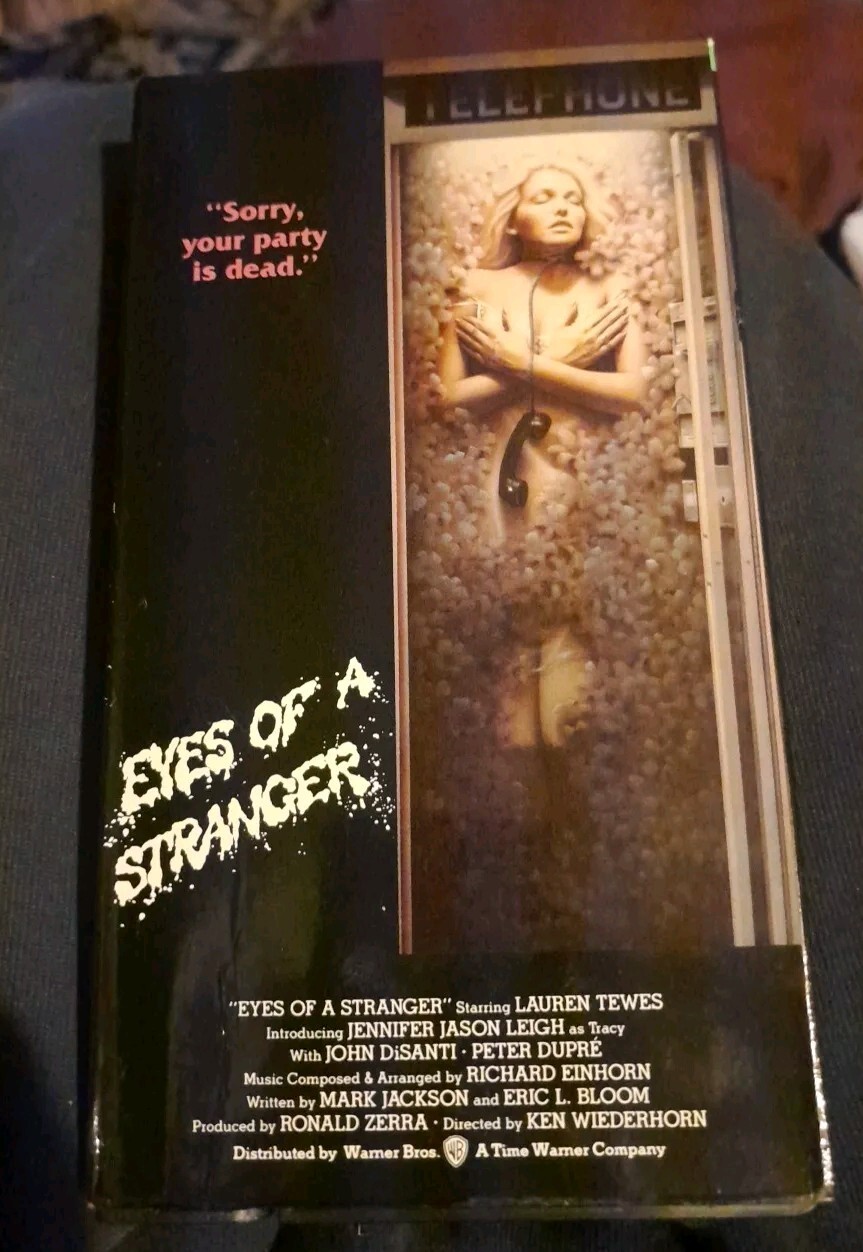 TELEPHONE
“Sorry,
your party
is dead.”
EYES OF A
STRANGER
"EYES OF A STRANGER" Starring LAUREN TEWES
Introducing JENNIFER JASON LEIGH as Tracy
With JOHN DiSANTI · PETER DUPRÉ
Music Composed & Arranged by RICHARD EINHORN
Written by MARK JACKSON and ERIC L. BLOOM
Produced by RONALD ZERRA · Directed by KEN WIEDERHORN
Distributed by Warner Bros. WB A Time Warner Company